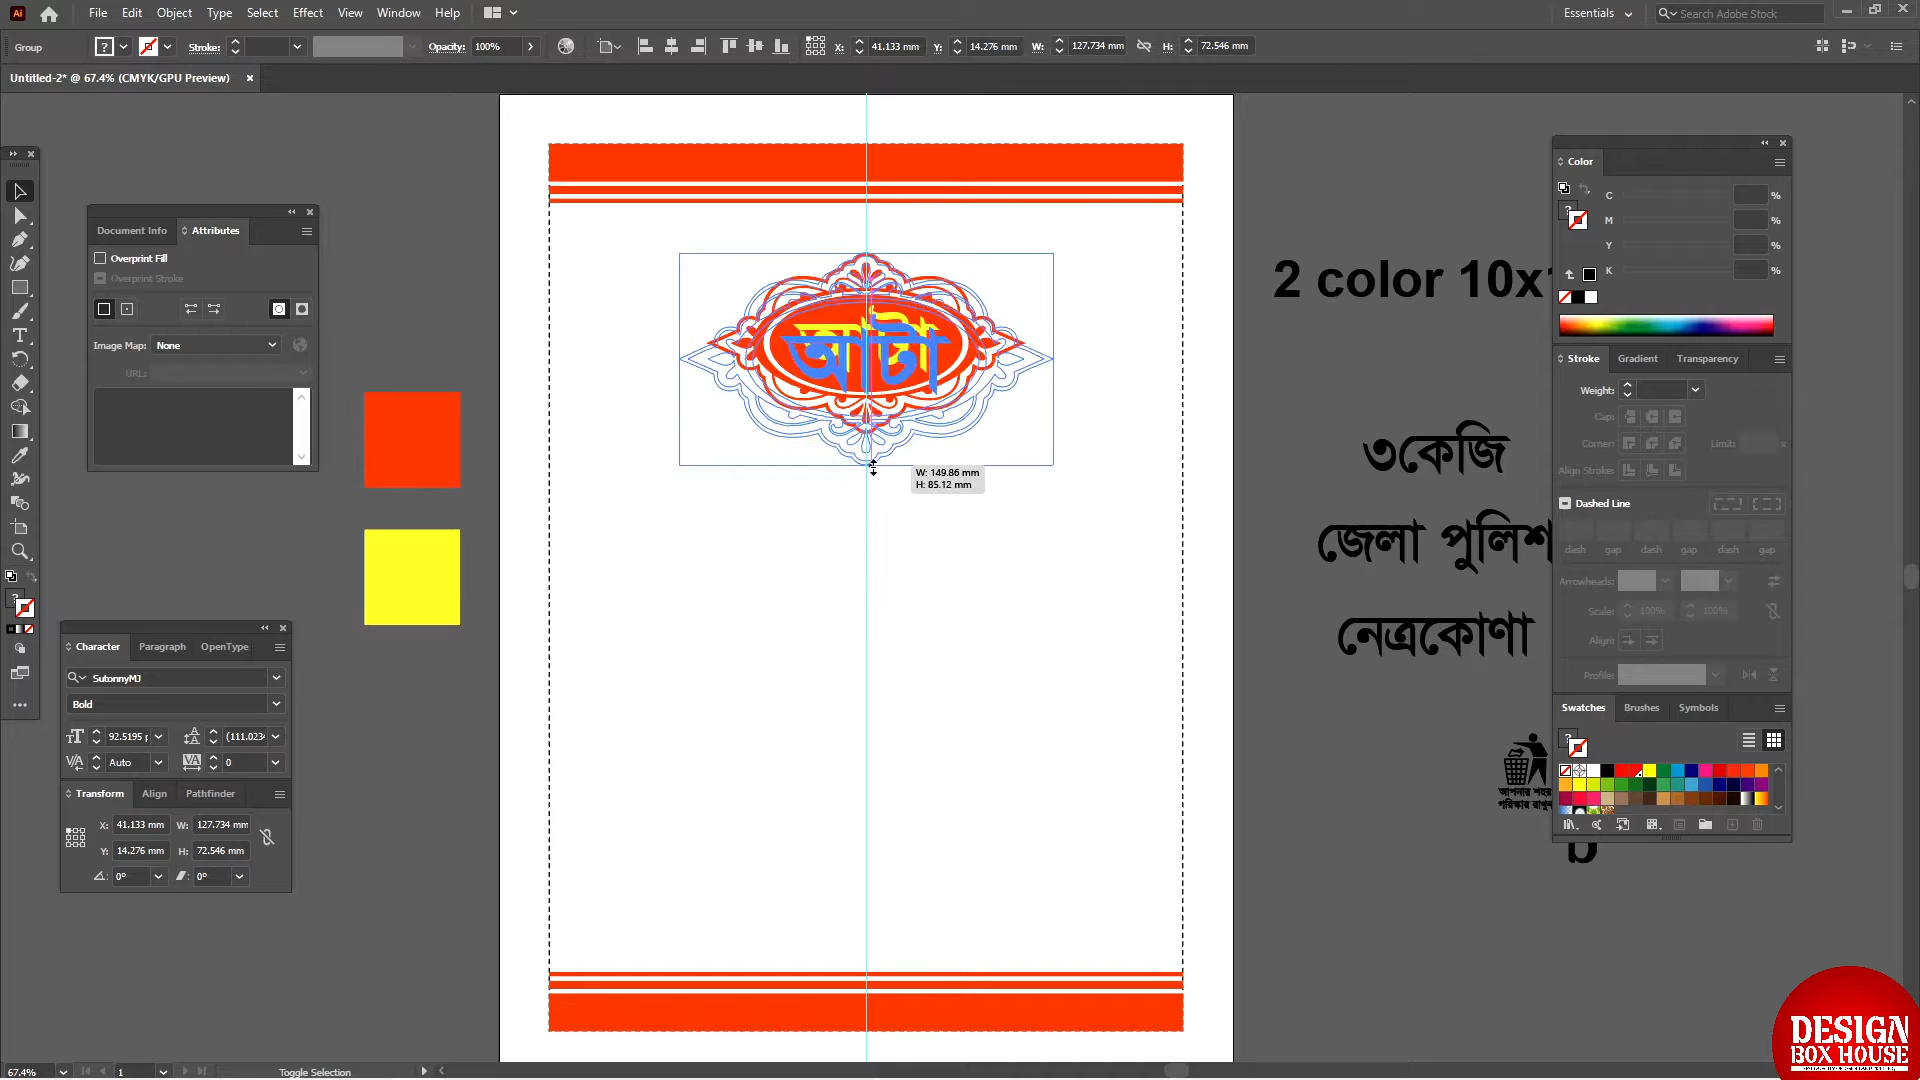 File Edit Object Type Select Effect View Window Help
Essentials
Search Adobe Stock
Group
Stroke:
Opacity: 100%
X: 41.133 mm Y: 14.276 mm W: 127.734 mm H: 72.546 mm
Untitled-2* @ 67.4% (CMYK/GPU Preview)
Document Info Attributes
Overprint Fill
Overprint Stroke
Image Map: None
URL:
Character Paragraph OpenType
SutonnyMJ
Bold
92.5195 (111.023
Auto 0
Transform Align Pathfinder
X: 41.133 mm W: 127.734 mm
Y: 14.276 mm H: 72.546 mm
0° 0°
আটা
আটা
W: 149.86 mm
H: 85.12 mm
2 color 10x
৩কেজি
জেলা পুলিশ
নেত্রকোণা
আপনার শহর
পরিষ্কার রাখুন
Color
C %
M %
Y %
K %
Stroke Gradient Transparency
Weight:
Cap:
Corner: Limit: x
Align Stroke:
Dashed Line
dash gap dash gap dash gap
Arrowheads:
Scale: 100% 100%
Align:
Profile:
Swatches Brushes Symbols
67.4% 1 Toggle Selection
DESIGN
BOX HOUSE